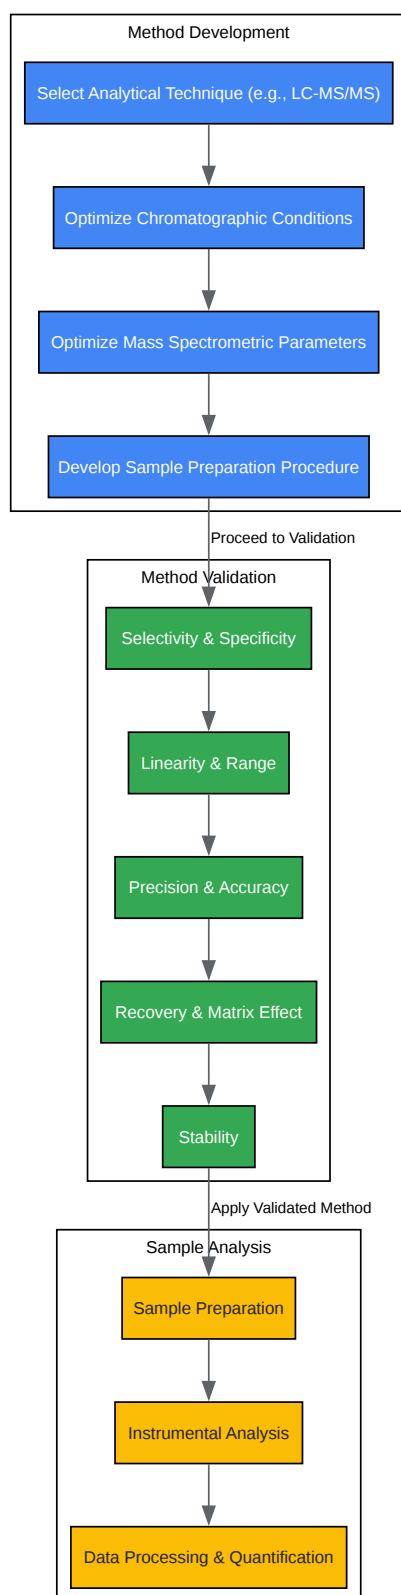 Method Development
Select Analytical Technique (e.g., LC-MS/MS)
Optimize Chromatographic Conditions
Optimize Mass Spectrometric Parameters
Develop Sample Preparation Procedure
Proceed to Validation
Method Validation
Selectivity & Specificity
Linearity & Range
Precision & Accuracy
Recovery & Matrix Effect
Stability
Apply Validated Method
Sample Analysis
Sample Preparation
Instrumental Analysis
Data Processing & Quantification